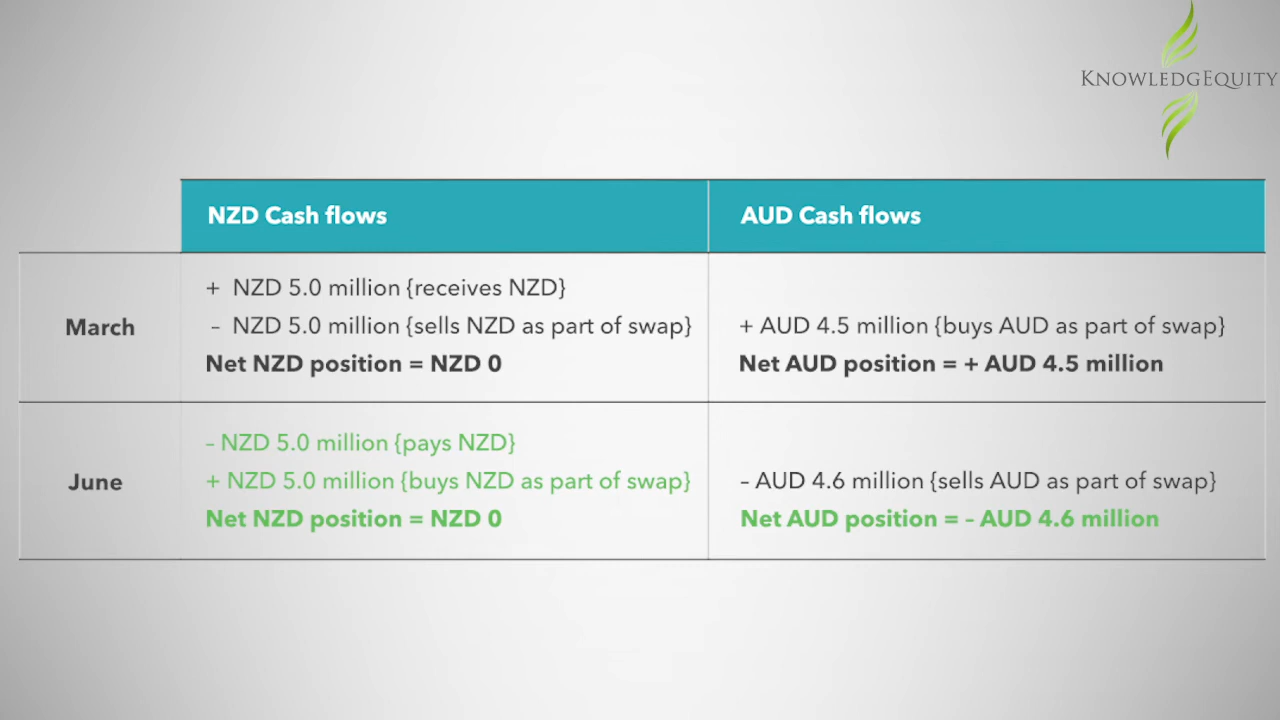 KNOWLEDGEQUITY
NZD Cash flows
AUD Cash flows
March
+ NZD 5.0 million {receives NZD}
– NZD 5.0 million {sells NZD as part of swap}
Net NZD position = NZD 0
+ AUD 4.5 million {buys AUD as part of swap}
Net AUD position = + AUD 4.5 million
June
– NZD 5.0 million {pays NZD}
+ NZD 5.0 million {buys NZD as part of swap}
Net NZD position = NZD 0
– AUD 4.6 million {sells AUD as part of swap}
Net AUD position = – AUD 4.6 million